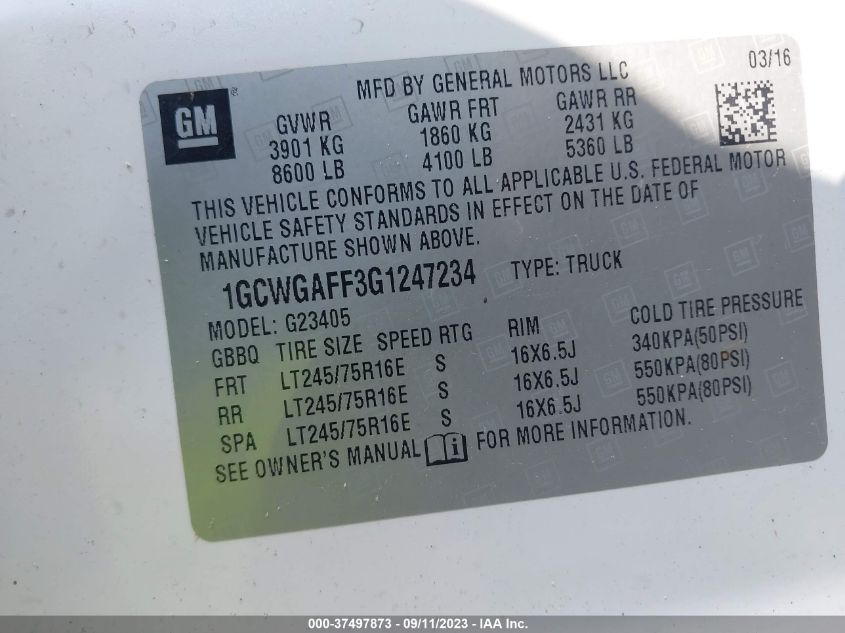 MFD BY GENERAL MOTORS LLC 03/16
GM ®
GVWR GAWR FRT GAWR RR
3901 KG 1860 KG 2431 KG
8600 LB 4100 LB 5360 LB
THIS VEHICLE CONFORMS TO ALL APPLICABLE U.S. FEDERAL MOTOR
VEHICLE SAFETY STANDARDS IN EFFECT ON THE DATE OF
MANUFACTURE SHOWN ABOVE.
1GCWGAFF3G1247234 TYPE: TRUCK
MODEL: G23405
GBBQ TIRE SIZE SPEED RTG RIM COLD TIRE PRESSURE
FRT LT245/75R16E S 16X6.5J 340KPA(50PSI)
RR LT245/75R16E S 16X6.5J 550KPA(80PSI)
SPA LT245/75R16E S 16X6.5J 550KPA(80PSI)
SEE OWNER'S MANUAL i FOR MORE INFORMATION.
000-37497873 - 09/11/2023 - IAA Inc.